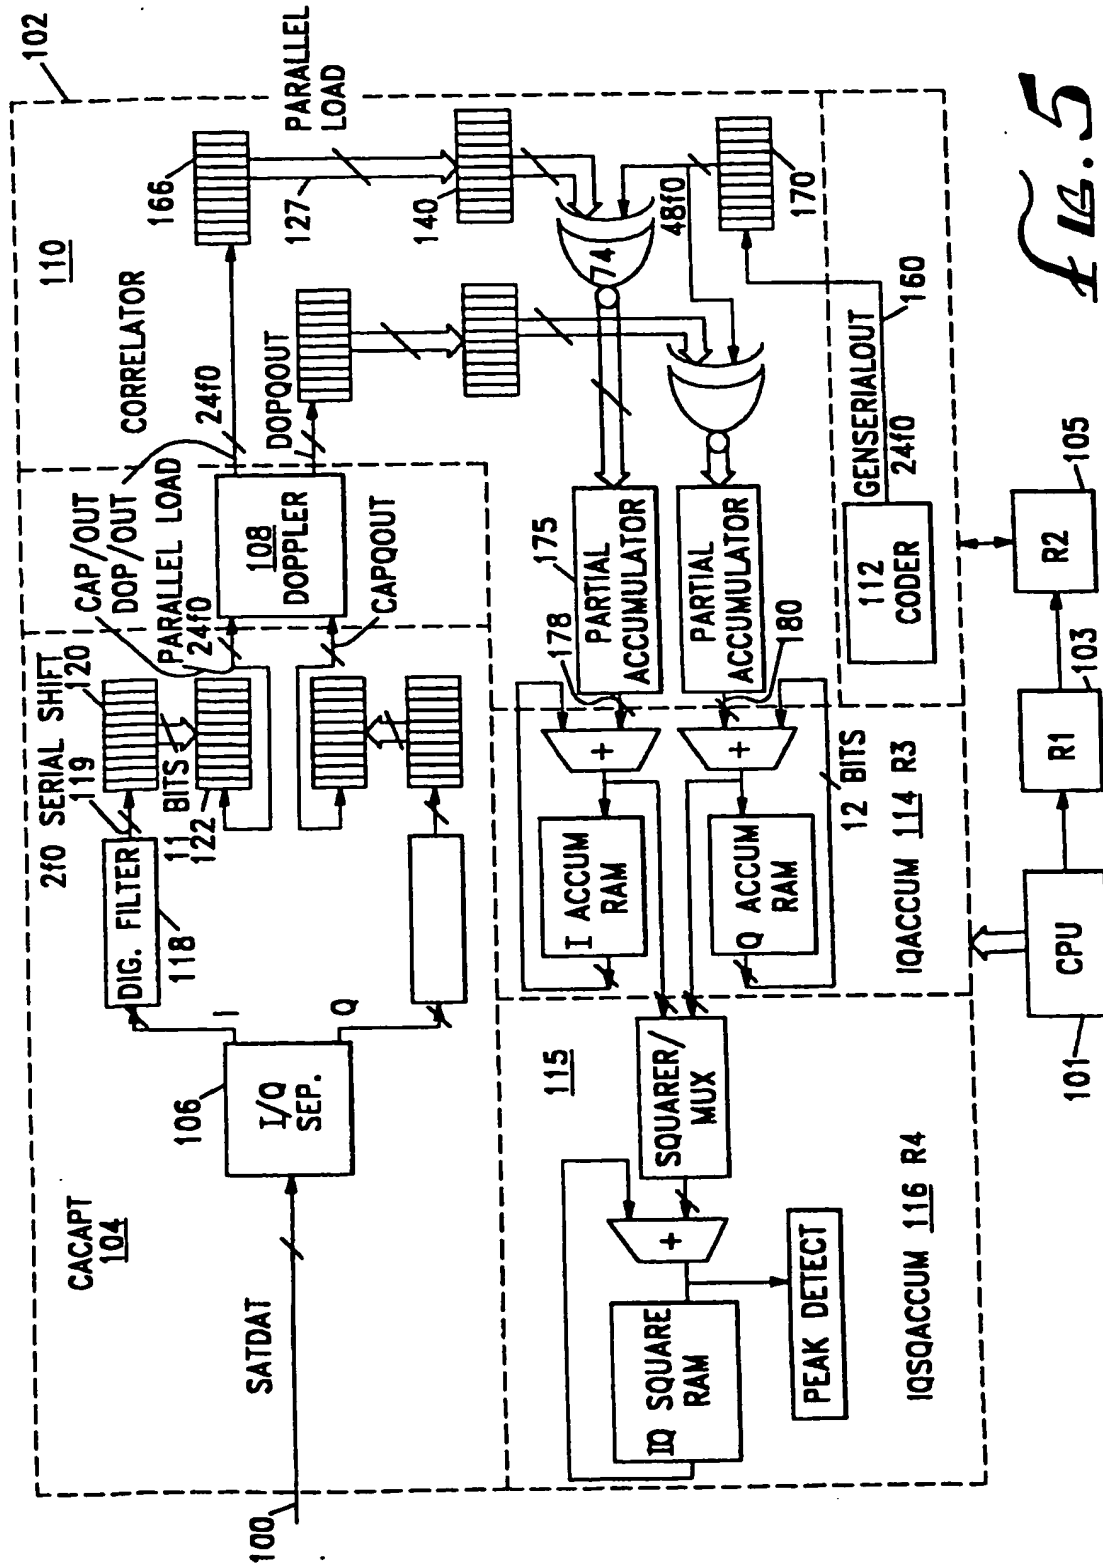 102
PARALLEL
LOAD
166
127
140
110
CORRELATOR
24f0
DOPQOUT
74
48f0
170
160
GENSERIALOUT
24f0
112
CODER
CAP/OUT
DOP/OUT
PARALLEL LOAD
24f0
108
DOPPLER
CAPQOUT
175
PARTIAL
ACCUMULATOR
PARTIAL
ACCUMULATOR
178
180
2f0 SERIAL SHIFT
119
120
11 BITS
122
DIG. FILTER
118
I
Q
106
I/Q
SEP.
CACAPT
104
SATDAT
100
+
+
I ACCUM
RAM
Q ACCUM
RAM
12 BITS
IQACCUM 114 R3
115
SQUARER/
MUX
+
IQ SQUARE
RAM
PEAK DETECT
IQSQACCUM 116 R4
101
CPU
R1
103
R2
105
FIG. 5